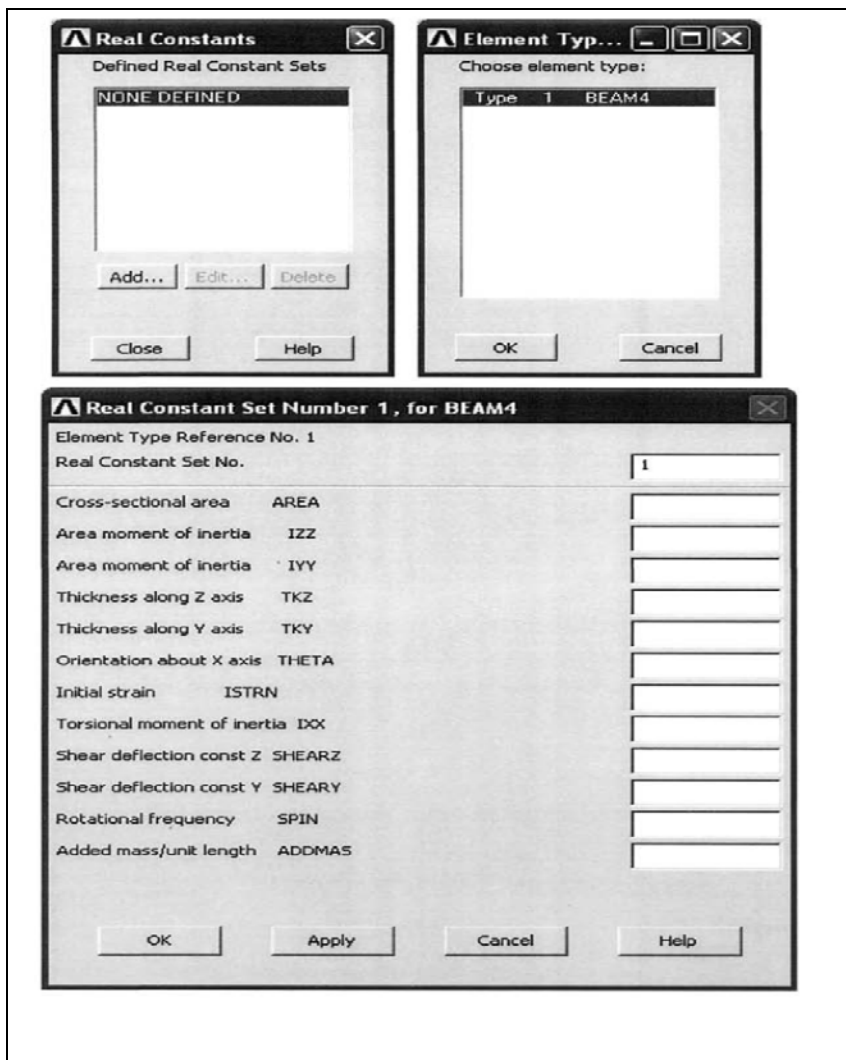 Real Constants
Defined Real Constant Sets
NONE DEFINED
Add... Edit... Delete
Close Help
Element Typ...
Choose element type:
Type 1 BEAM4
OK Cancel
Real Constant Set Number 1, for BEAM4
Element Type Reference No. 1
Real Constant Set No. 1
Cross-sectional area AREA
Area moment of inertia IZZ
Area moment of inertia IYY
Thickness along Z axis TKZ
Thickness along Y axis TKY
Orientation about X axis THETA
Initial strain ISTRN
Torsional moment of inertia IXX
Shear deflection const Z SHEARZ
Shear deflection const Y SHEARY
Rotational frequency SPIN
Added mass/unit length ADDMAS
OK Apply Cancel Help